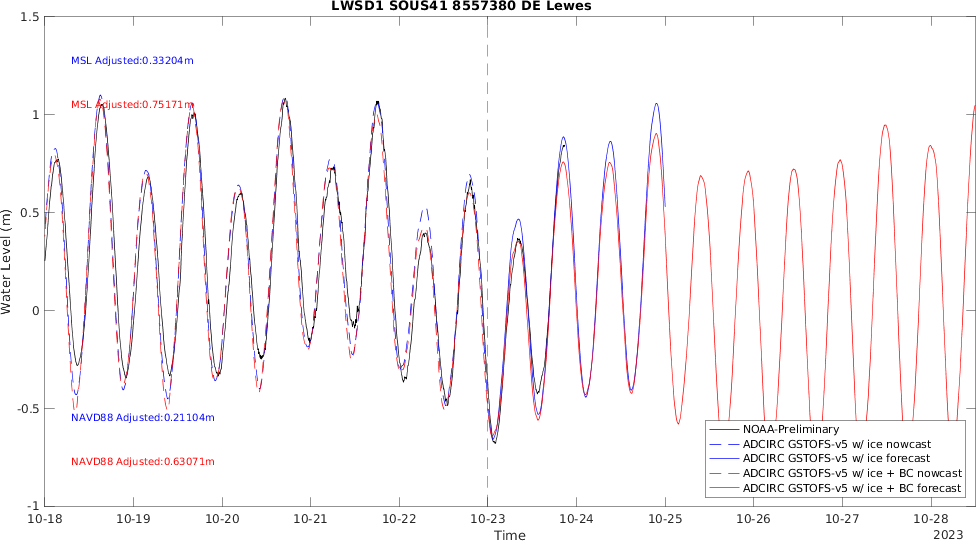 LWSD1 SOUS41 8557380 DE Lewes
1.5
MSL Adjusted:0.33204m
MSL Adjusted:0.75171m
1
0.5
Water Level (m)
0
-0.5
NAVD88 Adjusted:0.21104m
NAVD88 Adjusted:0.63071m
-1
NOAA-Preliminary
ADCIRC GSTOFS-v5 w/ ice nowcast
ADCIRC GSTOFS-v5 w/ ice forecast
ADCIRC GSTOFS-v5 w/ ice + BC nowcast
ADCIRC GSTOFS-v5 w/ ice + BC forecast
10-18 10-19 10-20 10-21 10-22 10-23 10-24 10-25 10-26 10-27 10-28
Time
2023